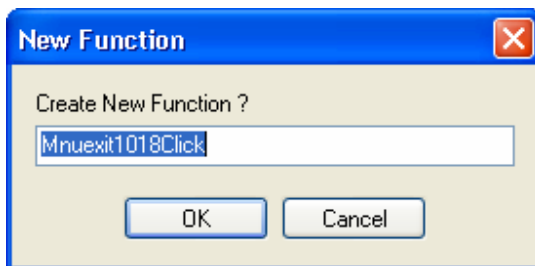 New Function
Create New Function ?
Mnuexit1018Click
OK Cancel